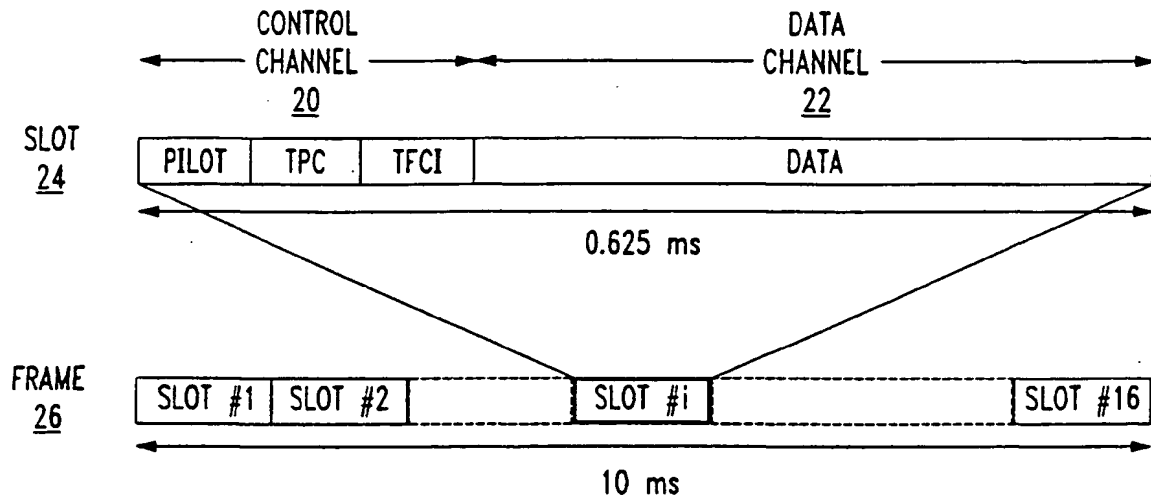 CONTROL
CHANNEL
20
DATA
CHANNEL
22
SLOT
24
PILOT TPC TFCI DATA
0.625 ms
FRAME
26
SLOT #1 SLOT #2 SLOT #i SLOT #16
10 ms